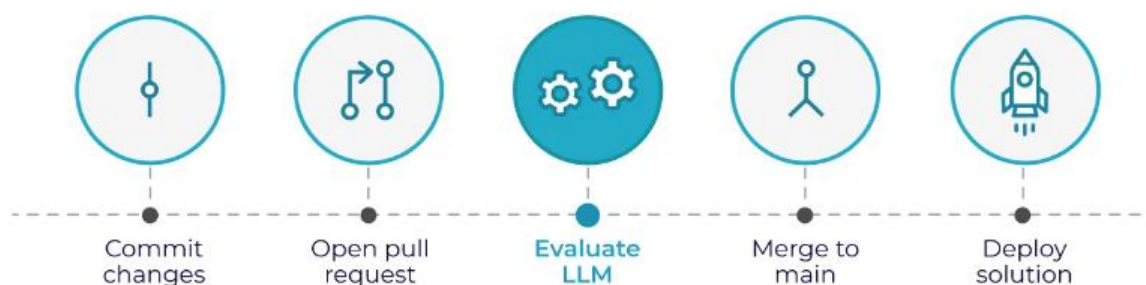 Commit
changes
Open pull
request
Evaluate
LLM
Merge to
main
Deploy
solution